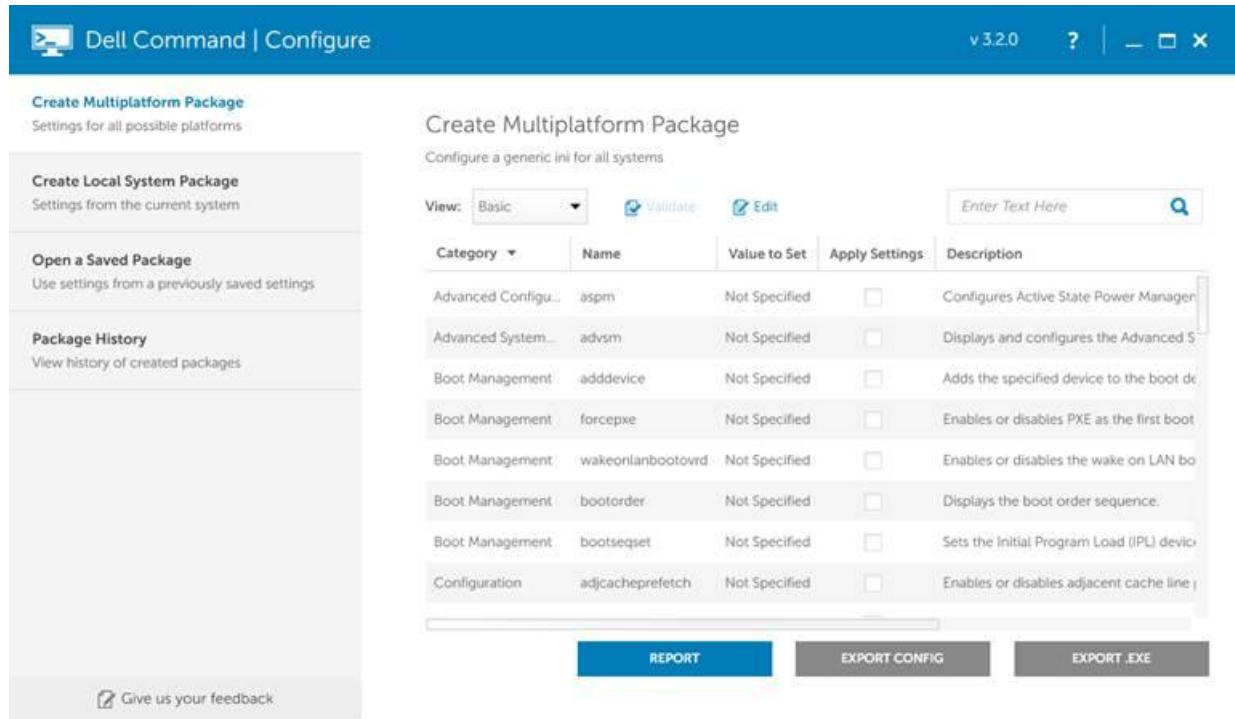 Dell Command | Configure
v 3.2.0 ?
Create Multiplatform Package
Settings for all possible platforms
Create Local System Package
Settings from the current system
Open a Saved Package
Use settings from a previously saved settings
Package History
View history of created packages
Give us your feedback
Create Multiplatform Package
Configure a generic ini for all systems
View: Basic Validate Edit Enter Text Here
Category Name Value to Set Apply Settings Description
Advanced Configu... aspm Not Specified Configures Active State Power Managen
Advanced System... advsm Not Specified Displays and configures the Advanced S
Boot Management adddevice Not Specified Adds the specified device to the boot de
Boot Management forcepxe Not Specified Enables or disables PXE as the first boot
Boot Management wakeonlanbootovrd Not Specified Enables or disables the wake on LAN bo
Boot Management bootorder Not Specified Displays the boot order sequence.
Boot Management bootseqset Not Specified Sets the Initial Program Load (IPL) device
Configuration adjcacheprefetch Not Specified Enables or disables adjacent cache line
REPORT EXPORT CONFIG EXPORT .EXE